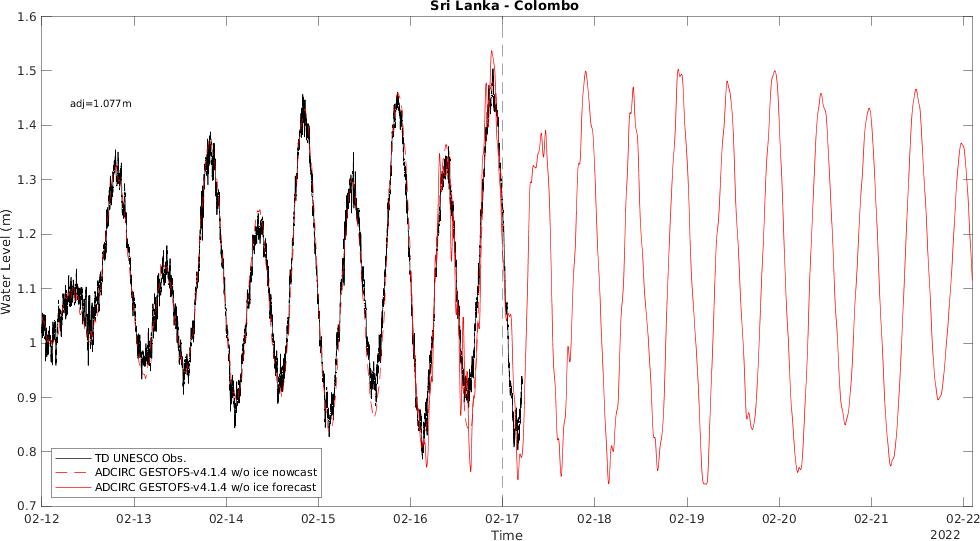 Sri Lanka - Colombo
1.6
1.5
1.4
1.3
1.2
1.1
1
0.9
0.8
0.7
Water Level (m)
adj=1.077m
TD UNESCO Obs.
ADCIRC GESTOFS-v4.1.4 w/o ice nowcast
ADCIRC GESTOFS-v4.1.4 w/o ice forecast
02-12 02-13 02-14 02-15 02-16 02-17 02-18 02-19 02-20 02-21 02-22
Time
2022